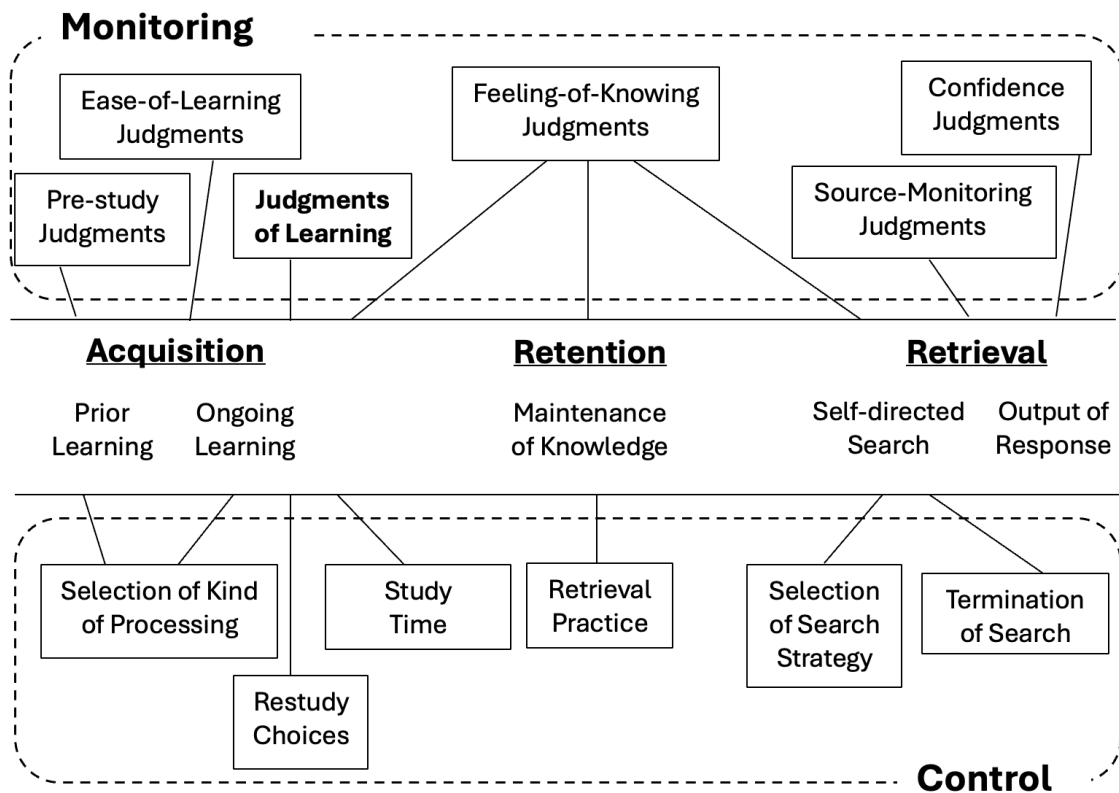 Monitoring
Ease-of-Learning
Judgments
Feeling-of-Knowing
Judgments
Confidence
Judgments
Pre-study
Judgments
Judgments
of Learning
Source-Monitoring
Judgments
Acquisition
Retention
Retrieval
Prior
Learning
Ongoing
Learning
Maintenance
of Knowledge
Self-directed
Search
Output of
Response
Selection of Kind
of Processing
Study
Time
Retrieval
Practice
Selection
of Search
Strategy
Termination
of Search
Restudy
Choices
Control